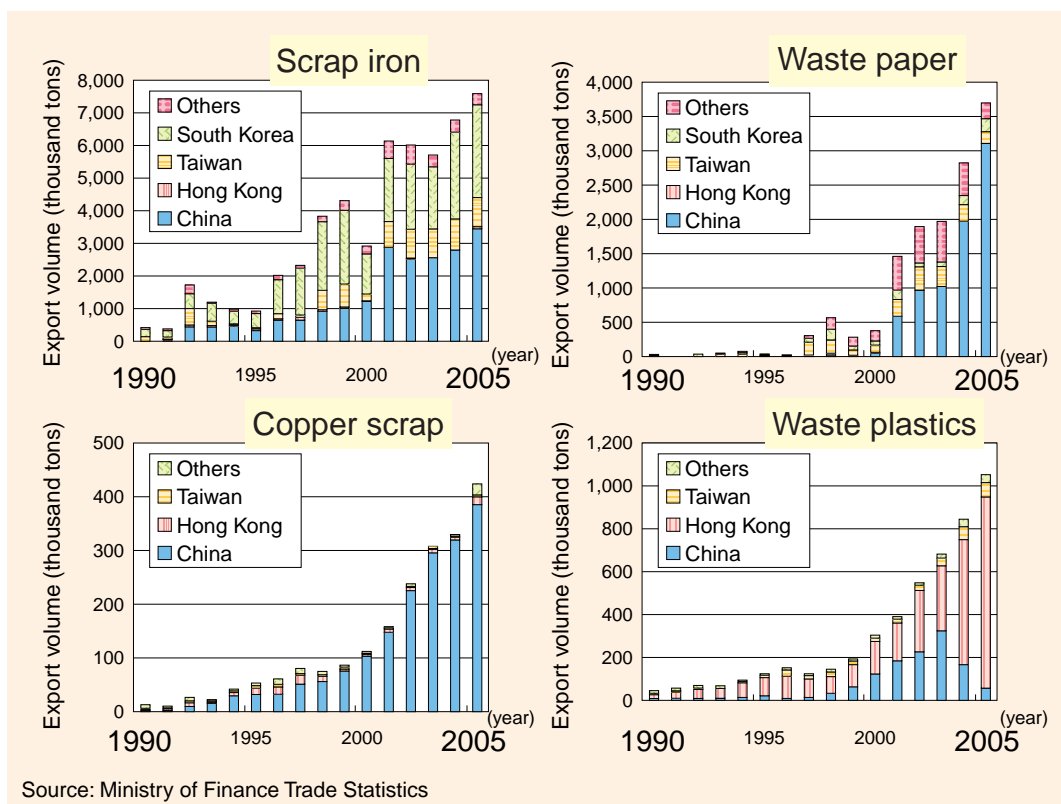 Scrap iron
Export volume (thousand tons)
8,000
7,000
6,000
5,000
4,000
3,000
2,000
1,000
0
Others
South Korea
Taiwan
Hong Kong
China
(year)
1990
1995
2000
2005
Waste paper
Export volume (thousand tons)
4,000
3,500
3,000
2,500
2,000
1,500
1,000
500
0
Others
South Korea
Taiwan
Hong Kong
China
(year)
1990
1995
2000
2005
Copper scrap
Export volume (thousand tons)
500
400
300
200
100
0
Others
Taiwan
Hong Kong
China
(year)
1990
1995
2000
2005
Waste plastics
Export volume (thousand tons)
1,200
1,000
800
600
400
200
0
Others
Taiwan
Hong Kong
China
(year)
1990
1995
2000
2005
Source: Ministry of Finance Trade Statistics